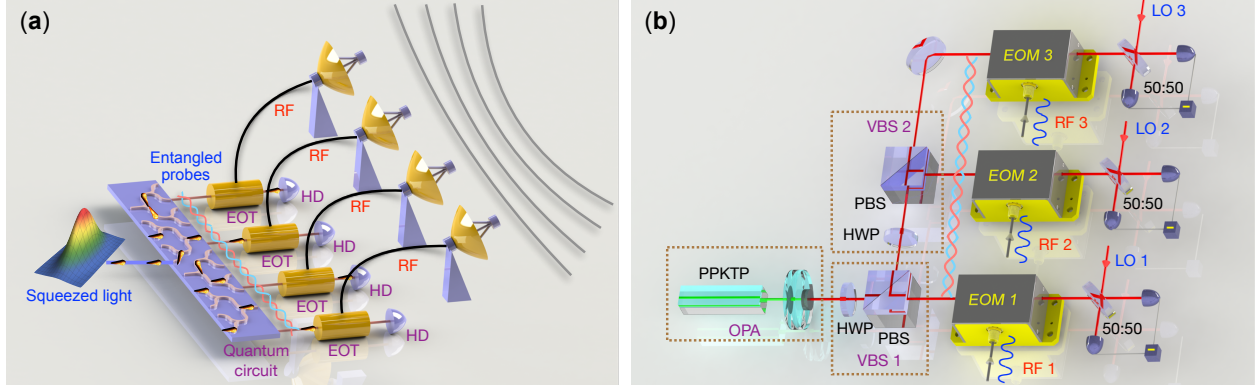 (a)
RF
RF
RF
RF
Entangled
probes
EOT
HD
EOT
HD
EOT
HD
EOT
HD
Squeezed light
Quantum
circuit
(b)
LO 3
EOM 3
50:50
RF 3
VBS 2
LO 2
PBS
EOM 2
50:50
HWP
RF 2
LO 1
PPKTP
OPA
HWP
PBS
VBS 1
EOM 1
50:50
RF 1